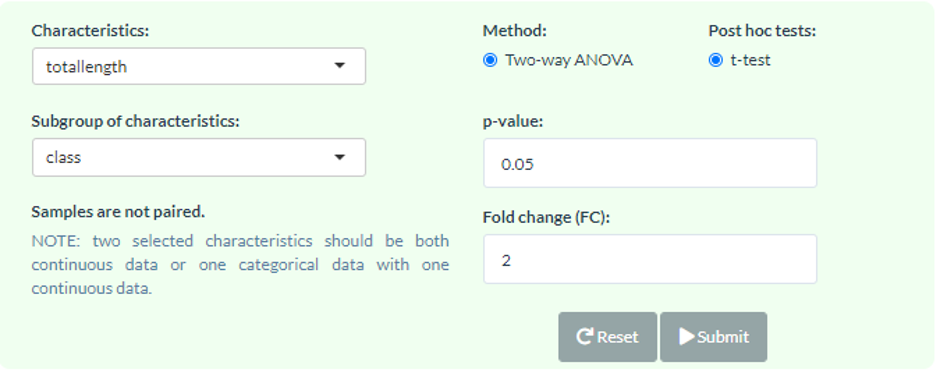 Characteristics:
totallength
Subgroup of characteristics:
class
Samples are not paired.
NOTE: two selected characteristics should be both
continuous data or one categorical data with one
continuous data.
Method:
Two-way ANOVA
Post hoc tests:
t-test
p-value:
0.05
Fold change (FC):
2
Reset
Submit